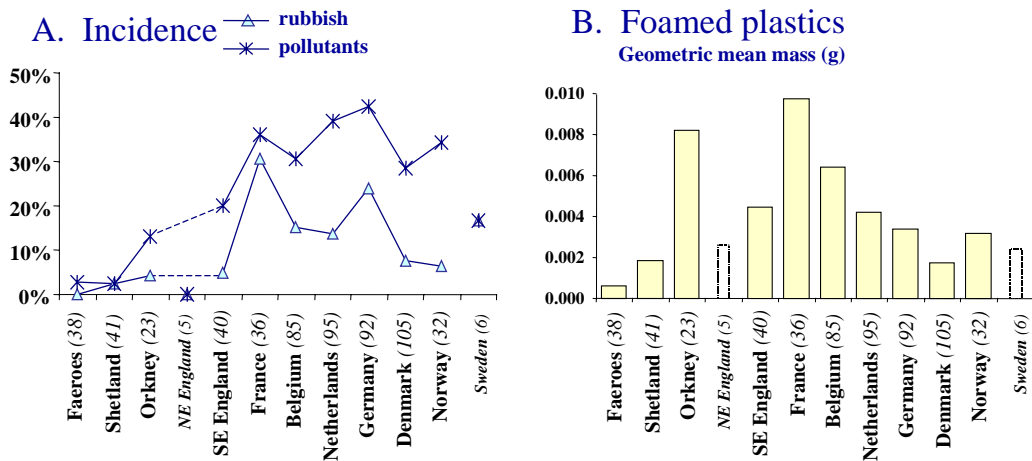 A. Incidence
rubbish
pollutants
50%
40%
30%
20%
10%
0%
Faeroes (38)
Shetland (41)
Orkney (23)
NE England (5)
SE England (40)
France (36)
Belgium (85)
Netherlands (95)
Germany (92)
Denmark (105)
Norway (32)
Sweden (6)
B. Foamed plastics
Geometric mean mass (g)
0.010
0.008
0.006
0.004
0.002
0.000
Faeroes (38)
Shetland (41)
Orkney (23)
NE England (5)
SE England (40)
France (36)
Belgium (85)
Netherlands (95)
Germany (92)
Denmark (105)
Norway (32)
Sweden (6)